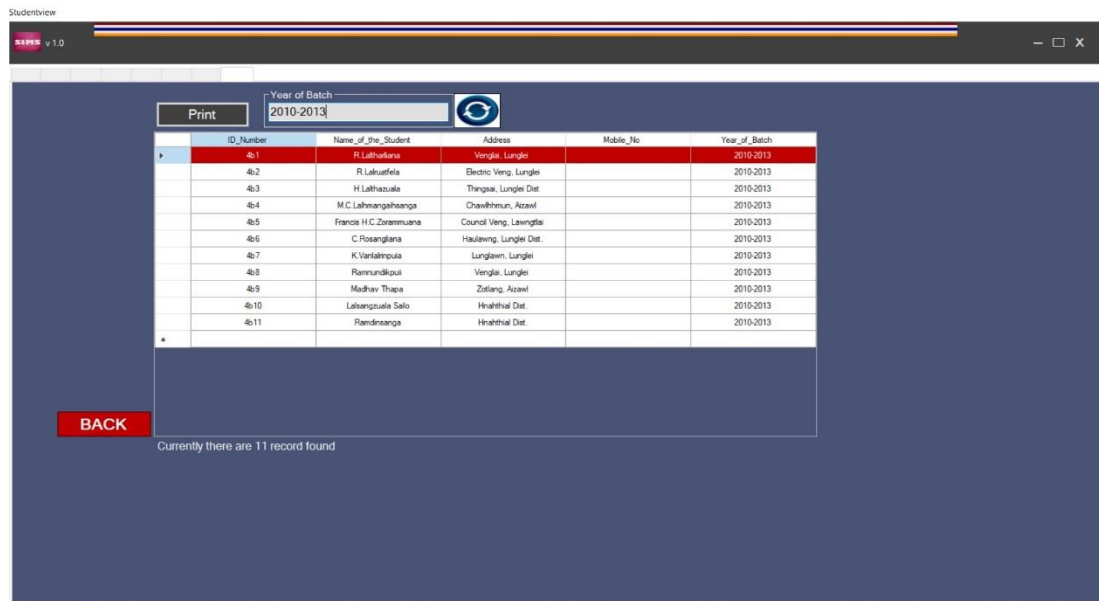 Studentview
SIMS v 1.0
Year of Batch
Print 2010-2013
ID_Number Name_of_the_Student Address Mobile_No Year_of_Batch
4b1 R.Laltharliana Venglai, Lunglei 2010-2013
4b2 R.Lalruatfela Electric Veng, Lunglei 2010-2013
4b3 H.Lalthazuala Thingsai, Lunglei Dist 2010-2013
4b4 M.C.Lalhmangaihsanga Chawlhhmun, Aizawl 2010-2013
4b5 Francis H.C.Zorammuana Council Veng, Lawngtlai 2010-2013
4b6 C.Rosangliana Haulawng, Lunglei Dist. 2010-2013
4b7 K.Vanlalrinpuia Lunglawn, Lunglei 2010-2013
4b8 Ramnundikpuii Venglai, Lunglei 2010-2013
4b9 Madhav Thapa Zotlang, Aizawl 2010-2013
4b10 Lalsangzuala Sailo Hnahthial Dist. 2010-2013
4b11 Ramdinsanga Hnahthial Dist. 2010-2013
BACK
Currently there are 11 record found